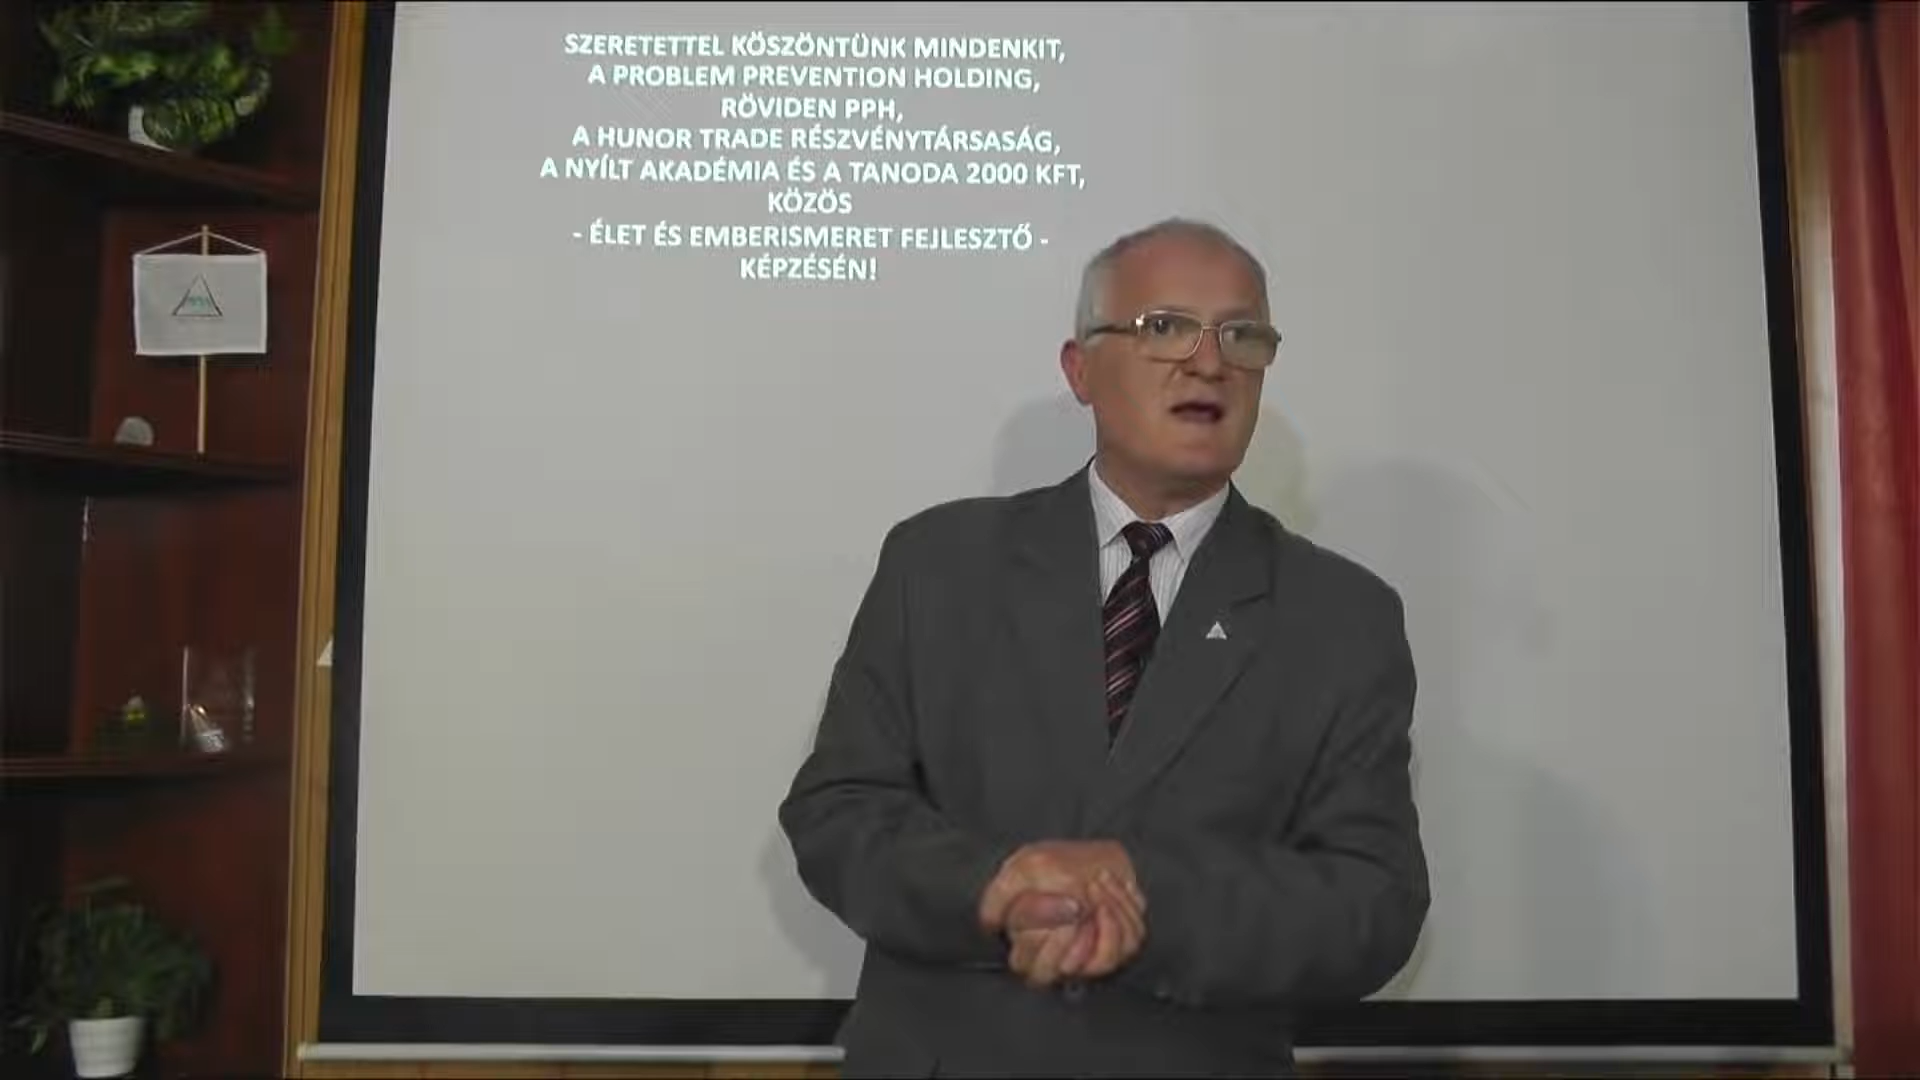 SZERETETTEL KÖSZÖNTÜNK MINDENKIT,
A PROBLEM PREVENTION HOLDING,
RÖVIDEN PPH,
A HUNOR TRADE RÉSZVÉNYTÁRSASÁG,
A NYÍLT AKADÉMIA ÉS A TANODA 2000 KFT,
KÖZÖS
- ÉLET ÉS EMBERISMERET FEJLESZTŐ -
KÉPZÉSÉN!